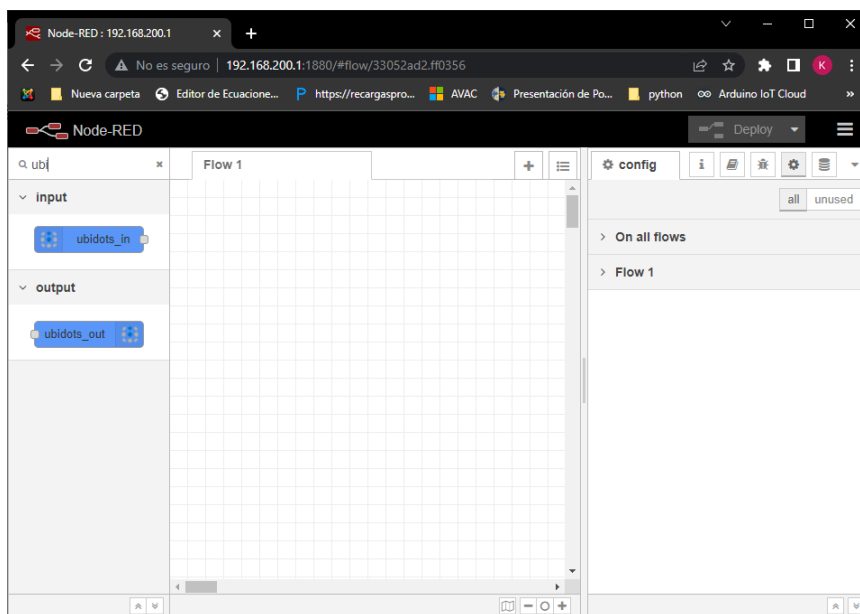 Node-RED : 192.168.200.1
No es seguro | 192.168.200.1:1880/#flow/33052ad2.ff0356
K
Nueva carpeta Editor de Ecuacione... P https://recargaspro... AVAC Presentación de Po... python Arduino IoT Cloud »
Node-RED Deploy
ubi Flow 1 config i
all unused
input
ubidots_in
On all flows
Flow 1
output
ubidots_out